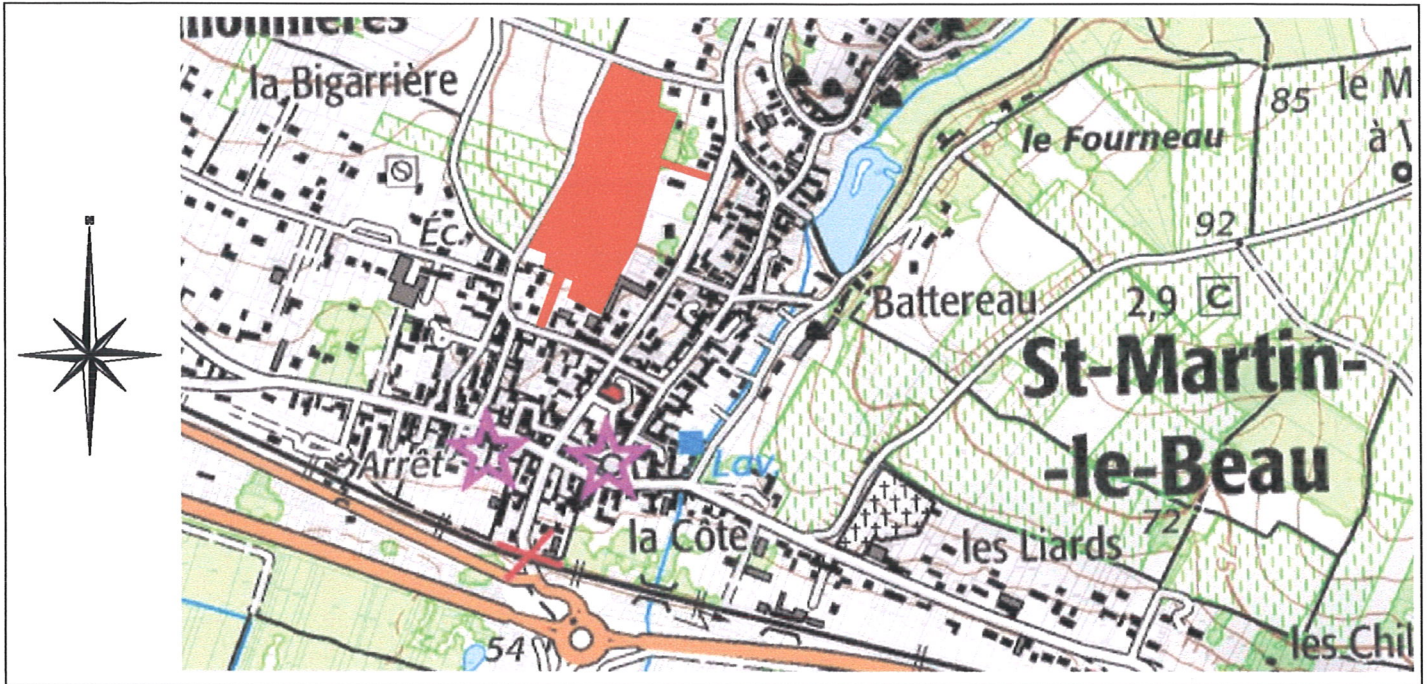 la Bigarrière
85 le M
le Fourneau
à
92
Éc.
Battereau
2,9 C
St-Martin-
-le-Beau
Arrêt
Lav.
72
la Côte
les Liards
54
les Chil